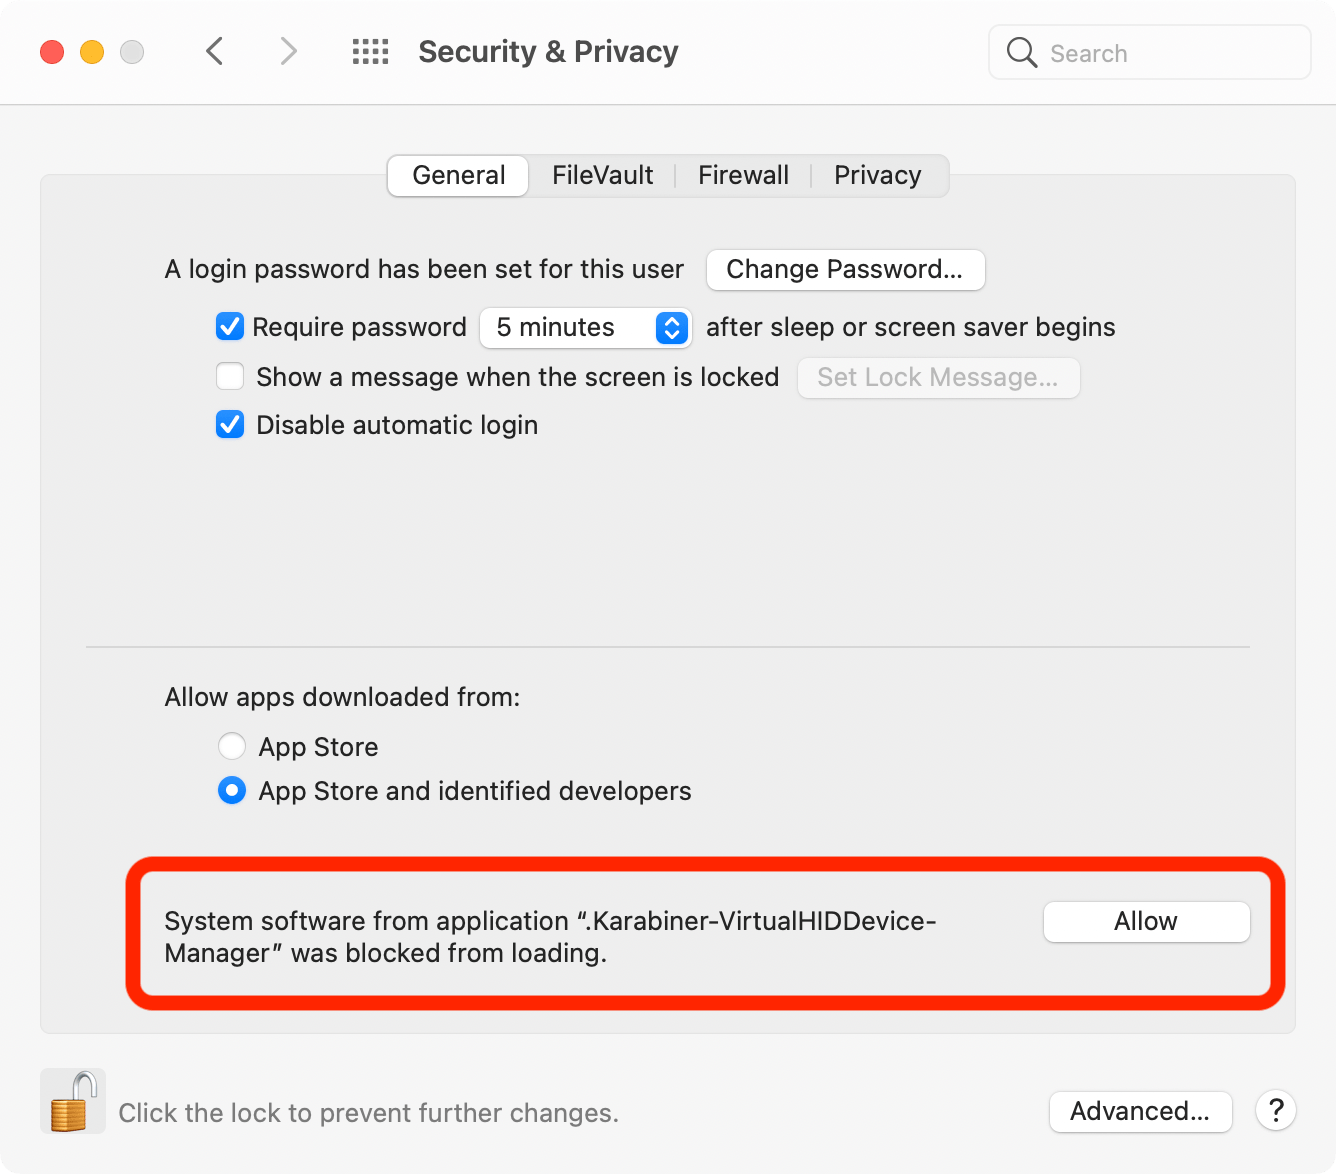 Security & Privacy
Search
General
FileVault
Firewall
Privacy
A login password has been set for this user
Change Password...
Require password
5 minutes
after sleep or screen saver begins
Show a message when the screen is locked
Set Lock Message...
Disable automatic login
Allow apps downloaded from:
App Store
App Store and identified developers
System software from application “.Karabiner-VirtualHIDDevice-
Manager” was blocked from loading.
Allow
Click the lock to prevent further changes.
Advanced...
?